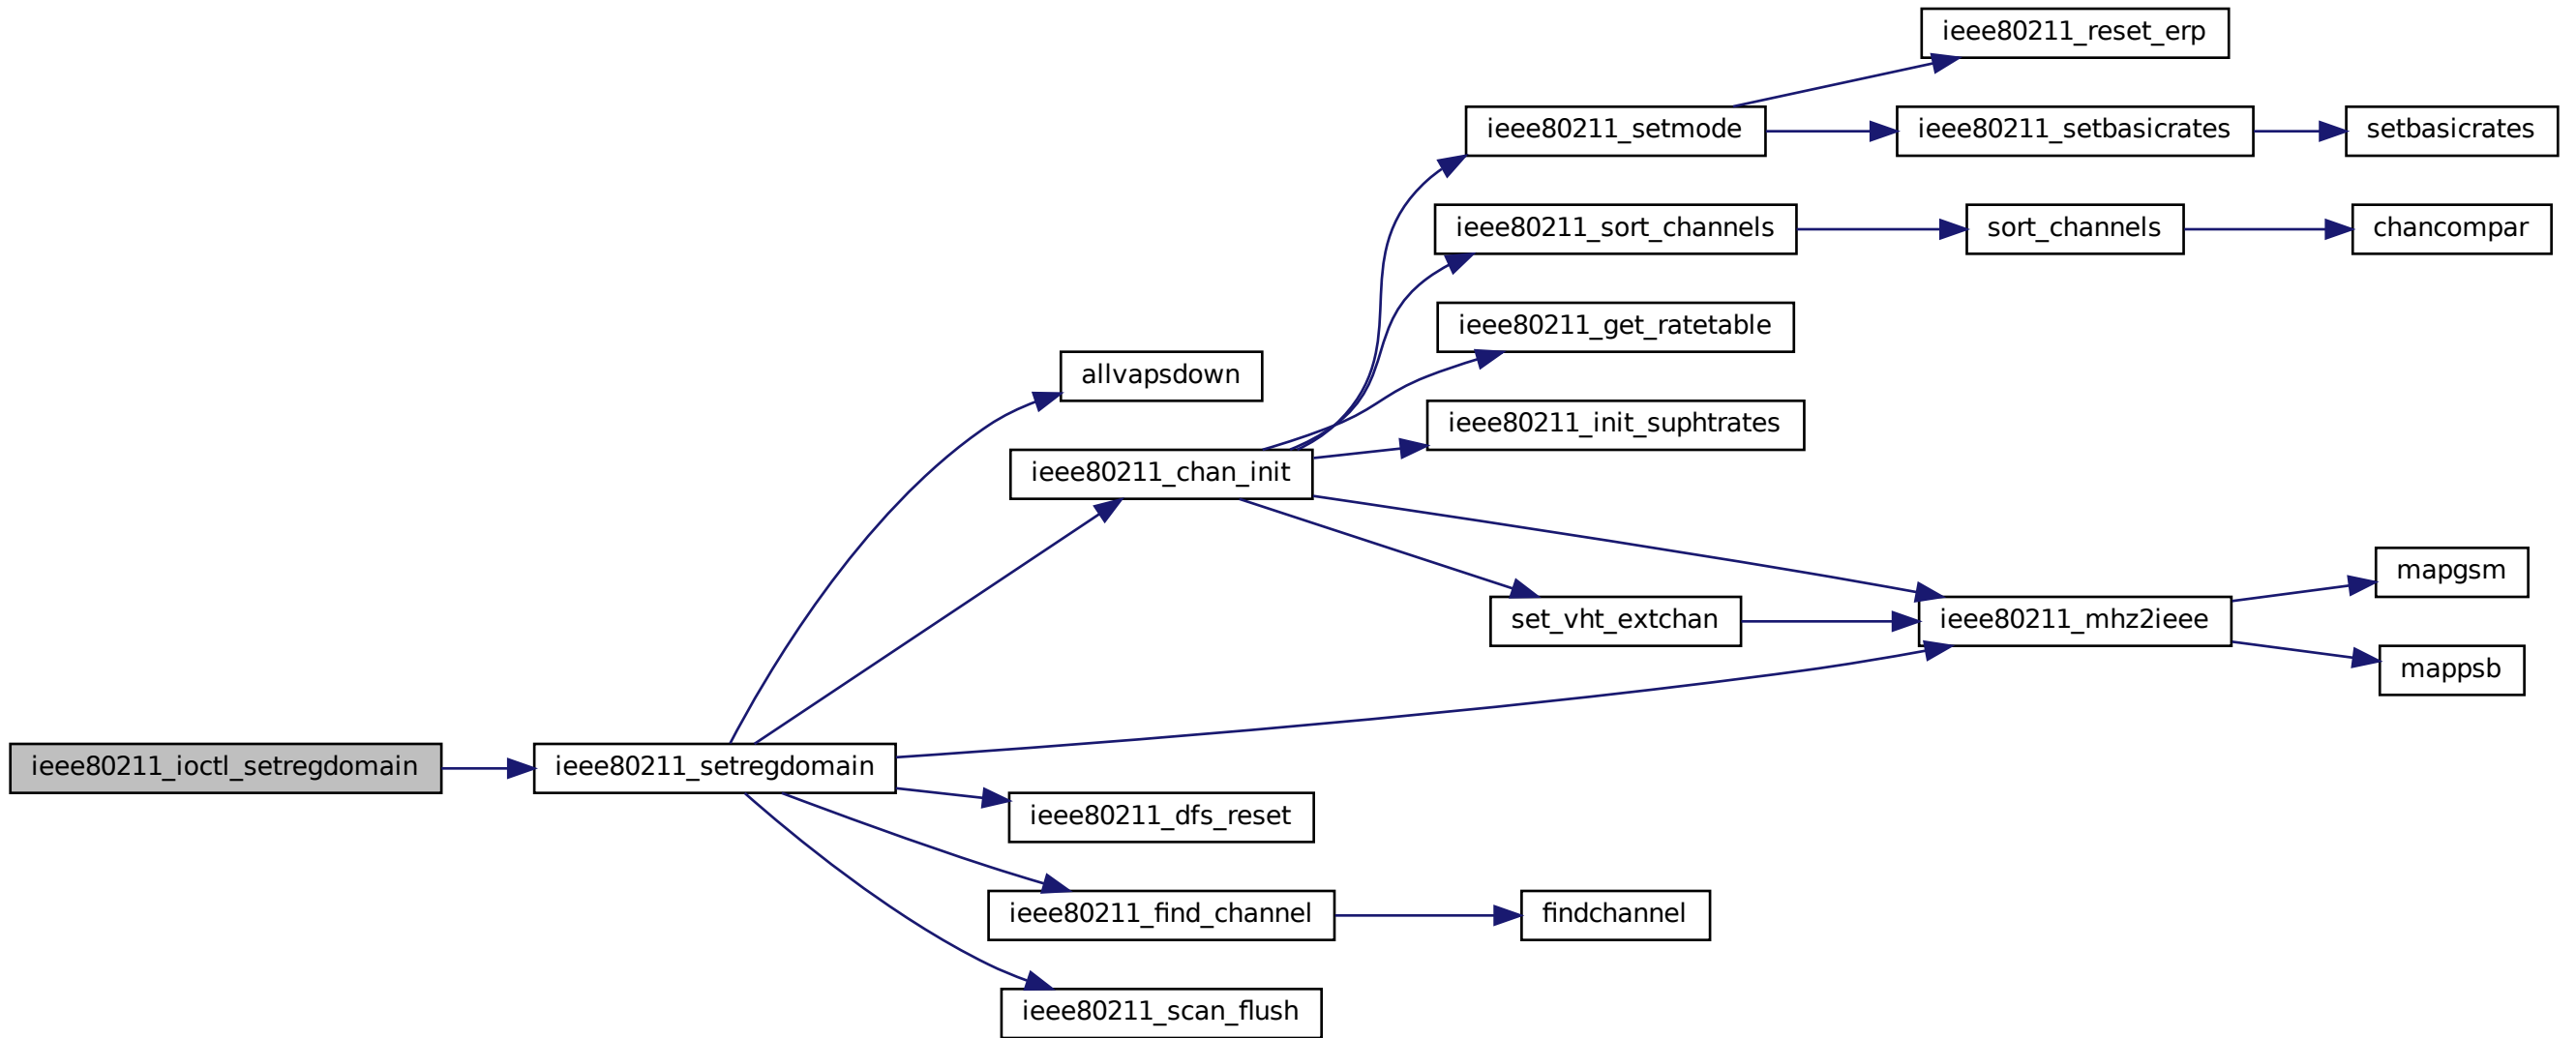 ieee80211_reset_erp
ieee80211_setmode
ieee80211_setbasicrates
setbasicrates
ieee80211_sort_channels
sort_channels
chancompar
ieee80211_get_ratetable
allvapsdown
ieee80211_init_suphtrates
ieee80211_chan_init
mapgsm
set_vht_extchan
ieee80211_mhz2ieee
mappsb
ieee80211_ioctl_setregdomain
ieee80211_setregdomain
ieee80211_dfs_reset
ieee80211_find_channel
findchannel
ieee80211_scan_flush